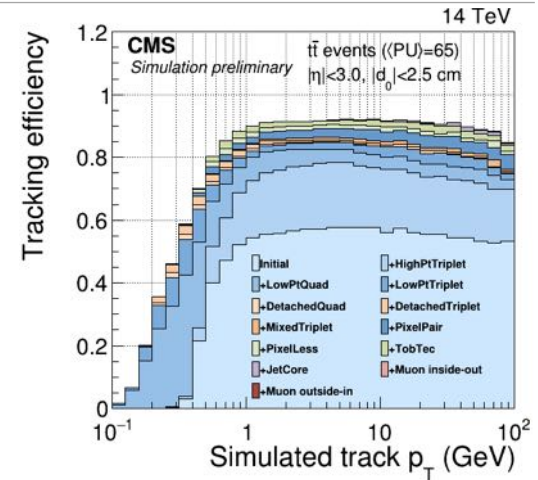 14 TeV
CMS
Simulation preliminary
tt̄ events (⟨PU⟩=65)
|η|<3.0, |d₀|<2.5 cm
Tracking efficiency
1.2
1
0.8
0.6
0.4
0.2
0
Initial
+HighPtTriplet
+LowPtQuad
+LowPtTriplet
+DetachedQuad
+DetachedTriplet
+MixedTriplet
+PixelPair
+PixelLess
+TobTec
+JetCore
+Muon inside-out
+Muon outside-in
10⁻¹ 1 10 10²
Simulated track p_T (GeV)